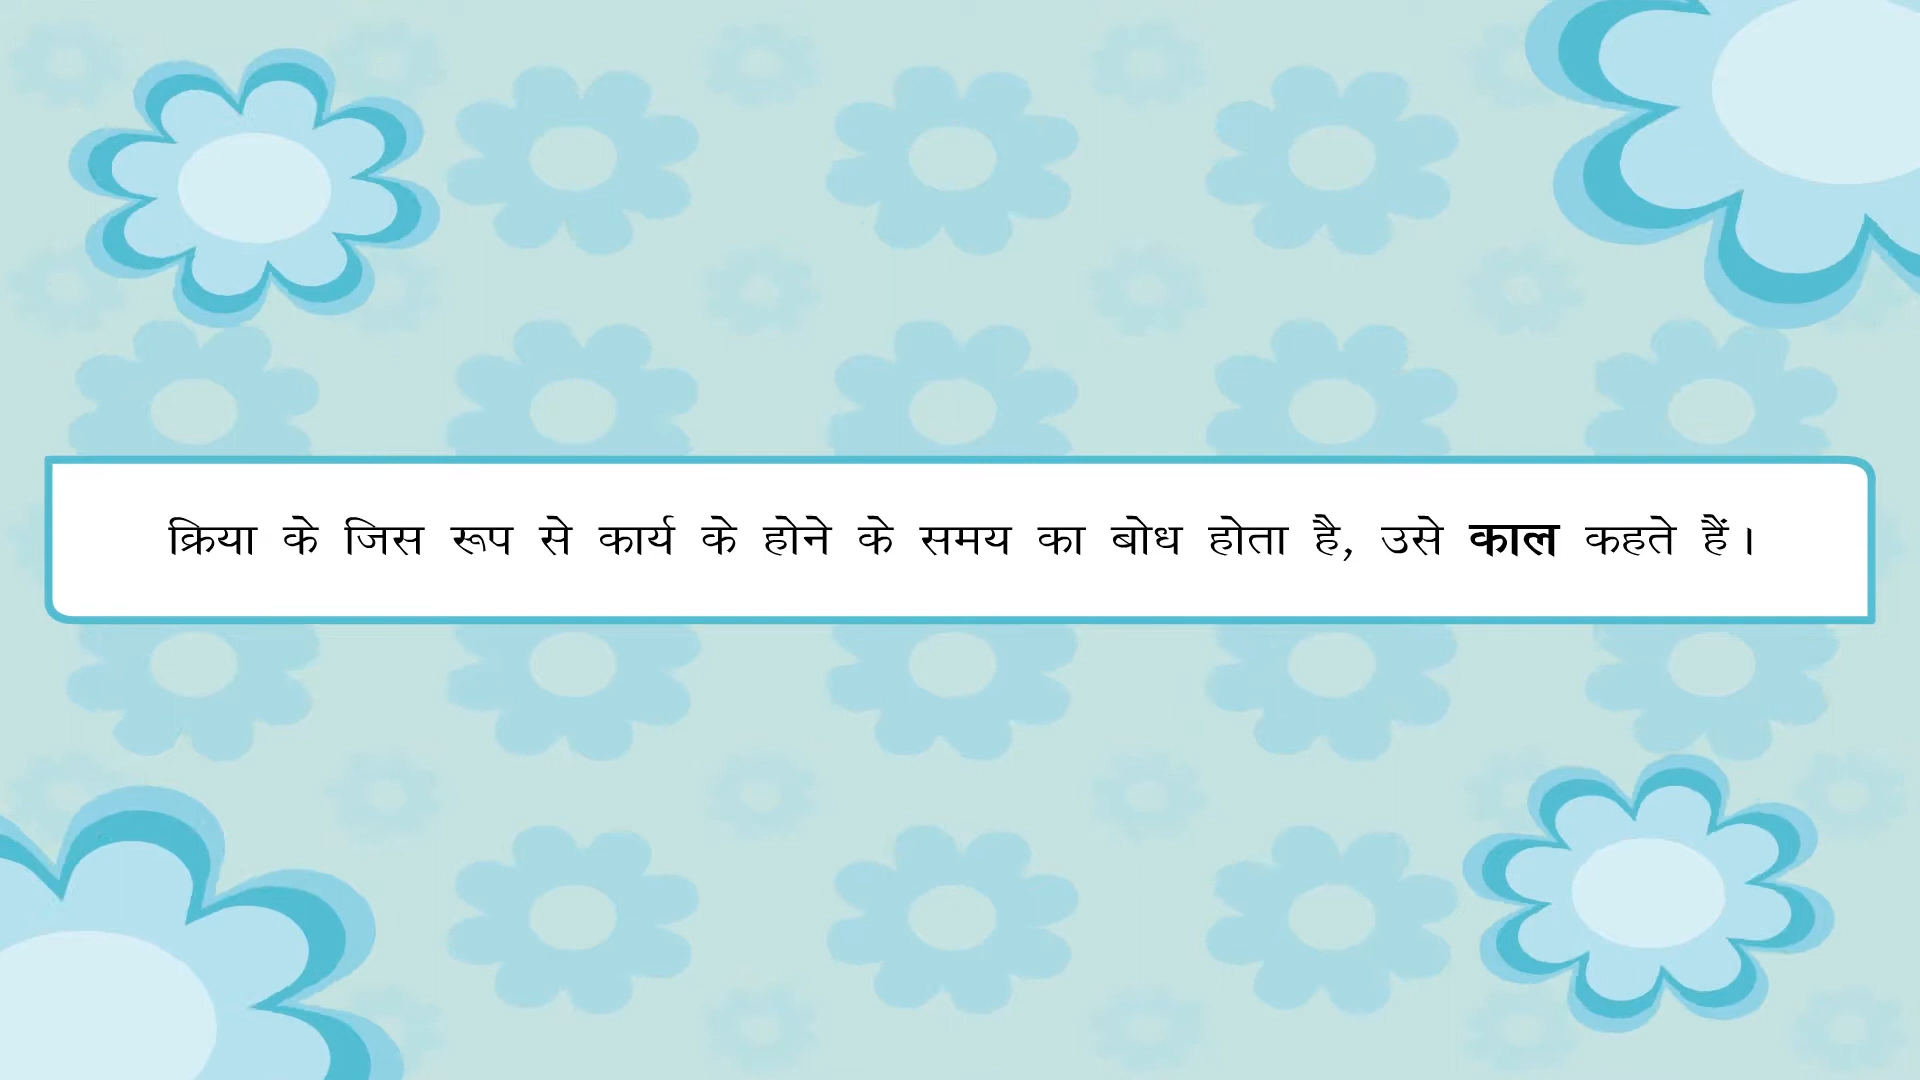 क्रिया के जिस रूप से कार्य के होने के समय का बोध होता है, उसे काल कहते हैं।